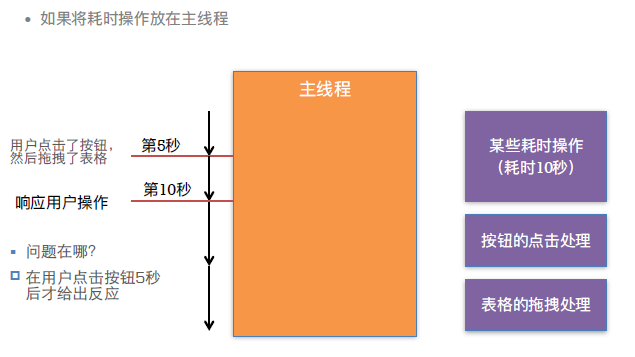 如果将耗时操作放在主线程
主线程
用户点击了按钮，
然后拖拽了表格
第5秒
第10秒
响应用户操作
问题在哪？
在用户点击按钮5秒
后才给出反应
某些耗时操作
（耗时10秒）
按钮的点击处理
表格的拖拽处理